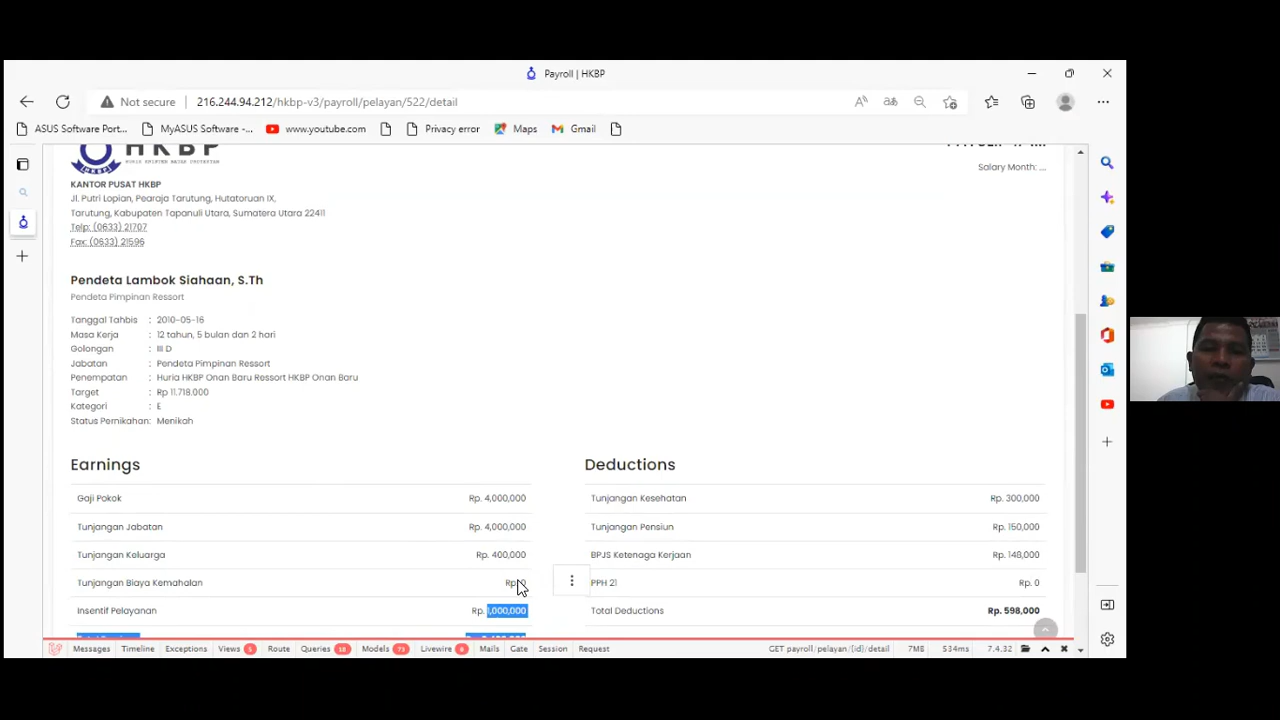 Payroll | HKBP
Not secure
216.244.94.212/hkbp-v3/payroll/pelayan/522/detail
ASUS Software Port...
MyASUS Software -...
www.youtube.com
Privacy error
Maps
Gmail
HKBP
Salary Month: ...
KANTOR PUSAT HKBP
Jl. Putri Lopian, Pearaja Tarutung, Hutatoruan IX,
Tarutung, Kabupaten Tapanuli Utara, Sumatera Utara 22411
Telp: (0633) 21707
Fax: (0633) 21596
Pendeta Lambok Siahaan, S.Th
Pendeta Pimpinan Ressort
Tanggal Tahbis : 2010-05-16
Masa Kerja : 12 tahun, 5 bulan dan 2 hari
Golongan : III D
Jabatan : Pendeta Pimpinan Ressort
Penempatan : Huria HKBP Onan Baru Ressort HKBP Onan Baru
Target : Rp 11.718.000
Kategori : E
Status Pernikahan: Menikah
Earnings
Gaji Pokok Rp. 4,000,000
Tunjangan Jabatan Rp. 4,000,000
Tunjangan Keluarga Rp. 400,000
Tunjangan Biaya Kemahalan Rp. 0
Insentif Pelayanan Rp. 1,000,000
Deductions
Tunjangan Kesehatan Rp. 300,000
Tunjangan Pensiun Rp. 150,000
BPJS Ketenaga Kerjaan Rp. 148,000
PPH 21 Rp. 0
Total Deductions Rp. 598,000
Messages Timeline Exceptions Views 5 Route Queries Models Livewire Mails Gate Session Request GET payroll/pelayan/{id}/detail 7MB 534ms 7.4.32